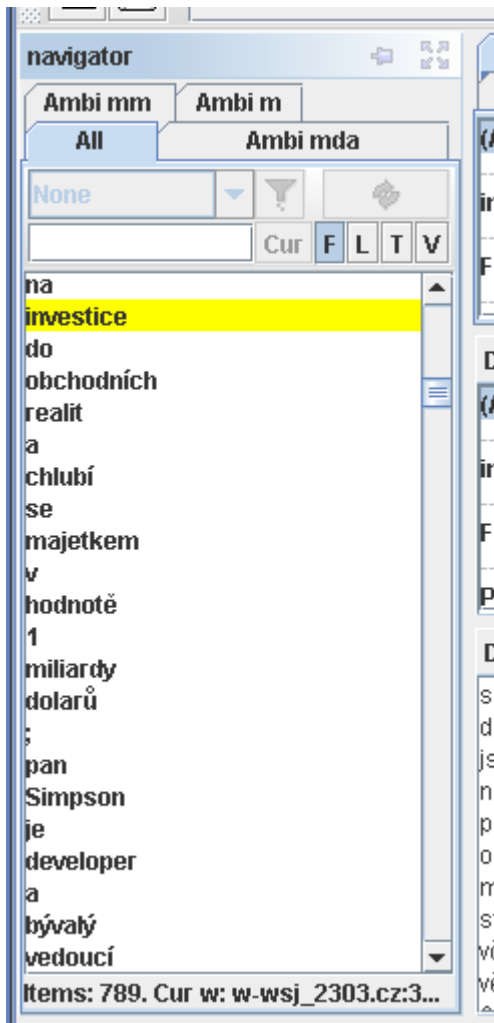 navigator
Ambi mm Ambi m
All Ambi mda
None
Cur F L T V
na
investice
do
obchodních
realit
a
chlubí
se
majetkem
v
hodnotě
1
miliardy
dolarů
;
pan
Simpson
je
developer
a
bývalý
vedoucí
Items: 789. Cur w: w-wsj_2303.cz:3...